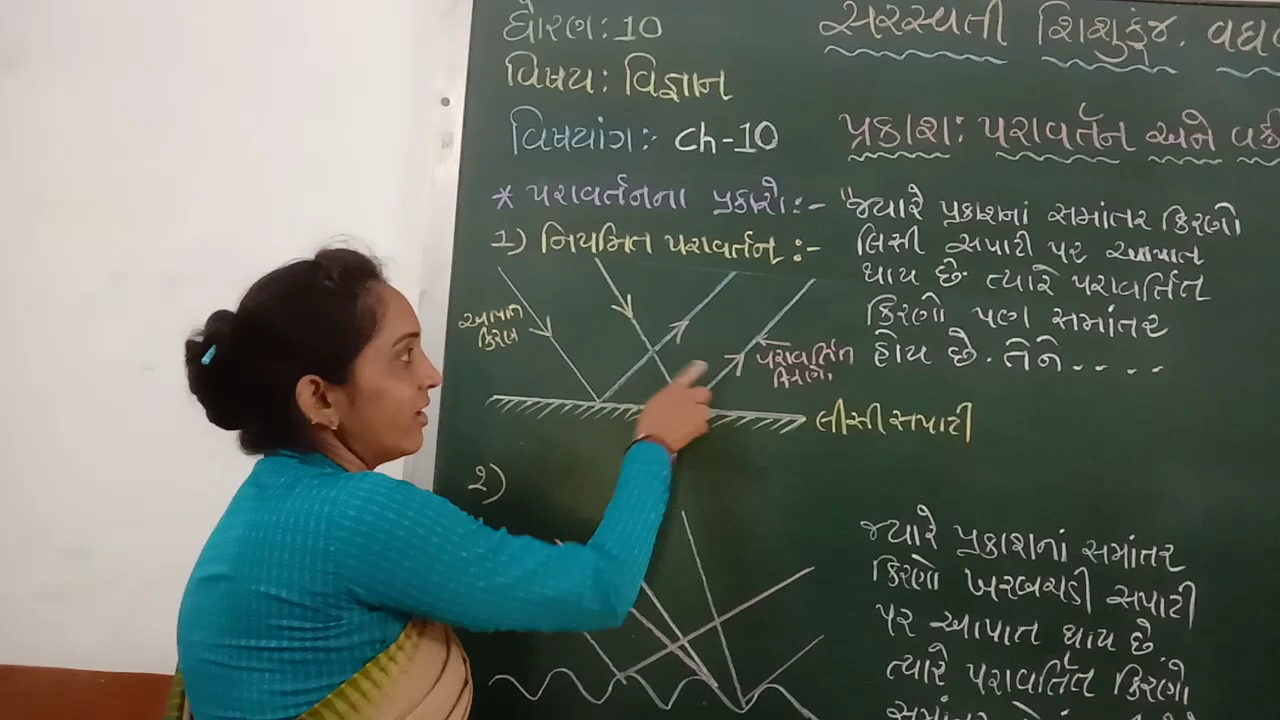 ધોરણ: 10
વિષય: વિજ્ઞાન
વિષયાંગ:- ch-10
સરસ્વતી શિશુકુંજ,
પ્રકાશ: પરાવર્તન અને
* પરાવર્તનના પ્રકારો:-
1) નિયમિત પરાવર્તન:-
આપાત
કિરણ
પરાવર્તિત
કિરણો
લીસી સપાટી
"જ્યારે પ્રકાશનાં સમાંતર કિરણો
લિસી સપાટી પર આપાત
થાય છે ત્યારે પરાવર્તિત
કિરણો પણ સમાંતર
હોય છે. તેને....
૨)
જ્યારે પ્રકાશનાં સમાંતર
કિરણો ખરબચડી સપાટી
પર આપાત થાય છે.
ત્યારે પરાવર્તિત કિરણો